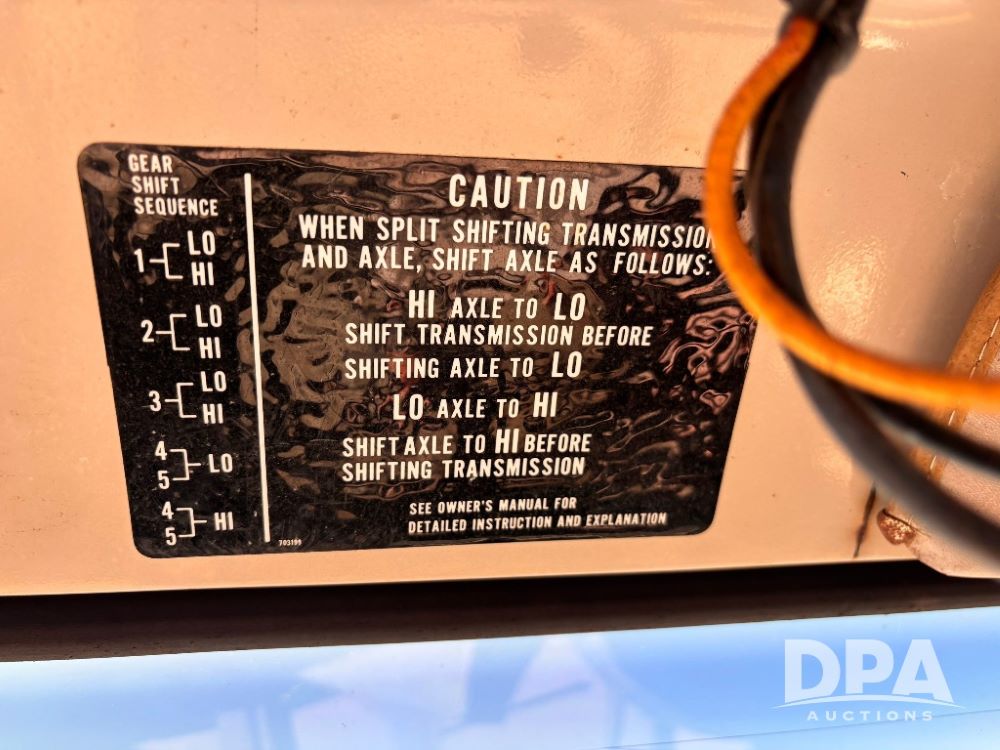 GEAR
SHIFT
SEQUENCE
1 LO
HI
2 LO
HI
3 LO
HI
4
5 LO
4
5 HI
CAUTION
WHEN SPLIT SHIFTING TRANSMISSION
AND AXLE, SHIFT AXLE AS FOLLOWS:
HI AXLE TO LO
SHIFT TRANSMISSION BEFORE
SHIFTING AXLE TO LO
LO AXLE TO HI
SHIFT AXLE TO HI BEFORE
SHIFTING TRANSMISSION
SEE OWNER'S MANUAL FOR
DETAILED INSTRUCTION AND EXPLANATION
703199
DPA
AUCTIONS